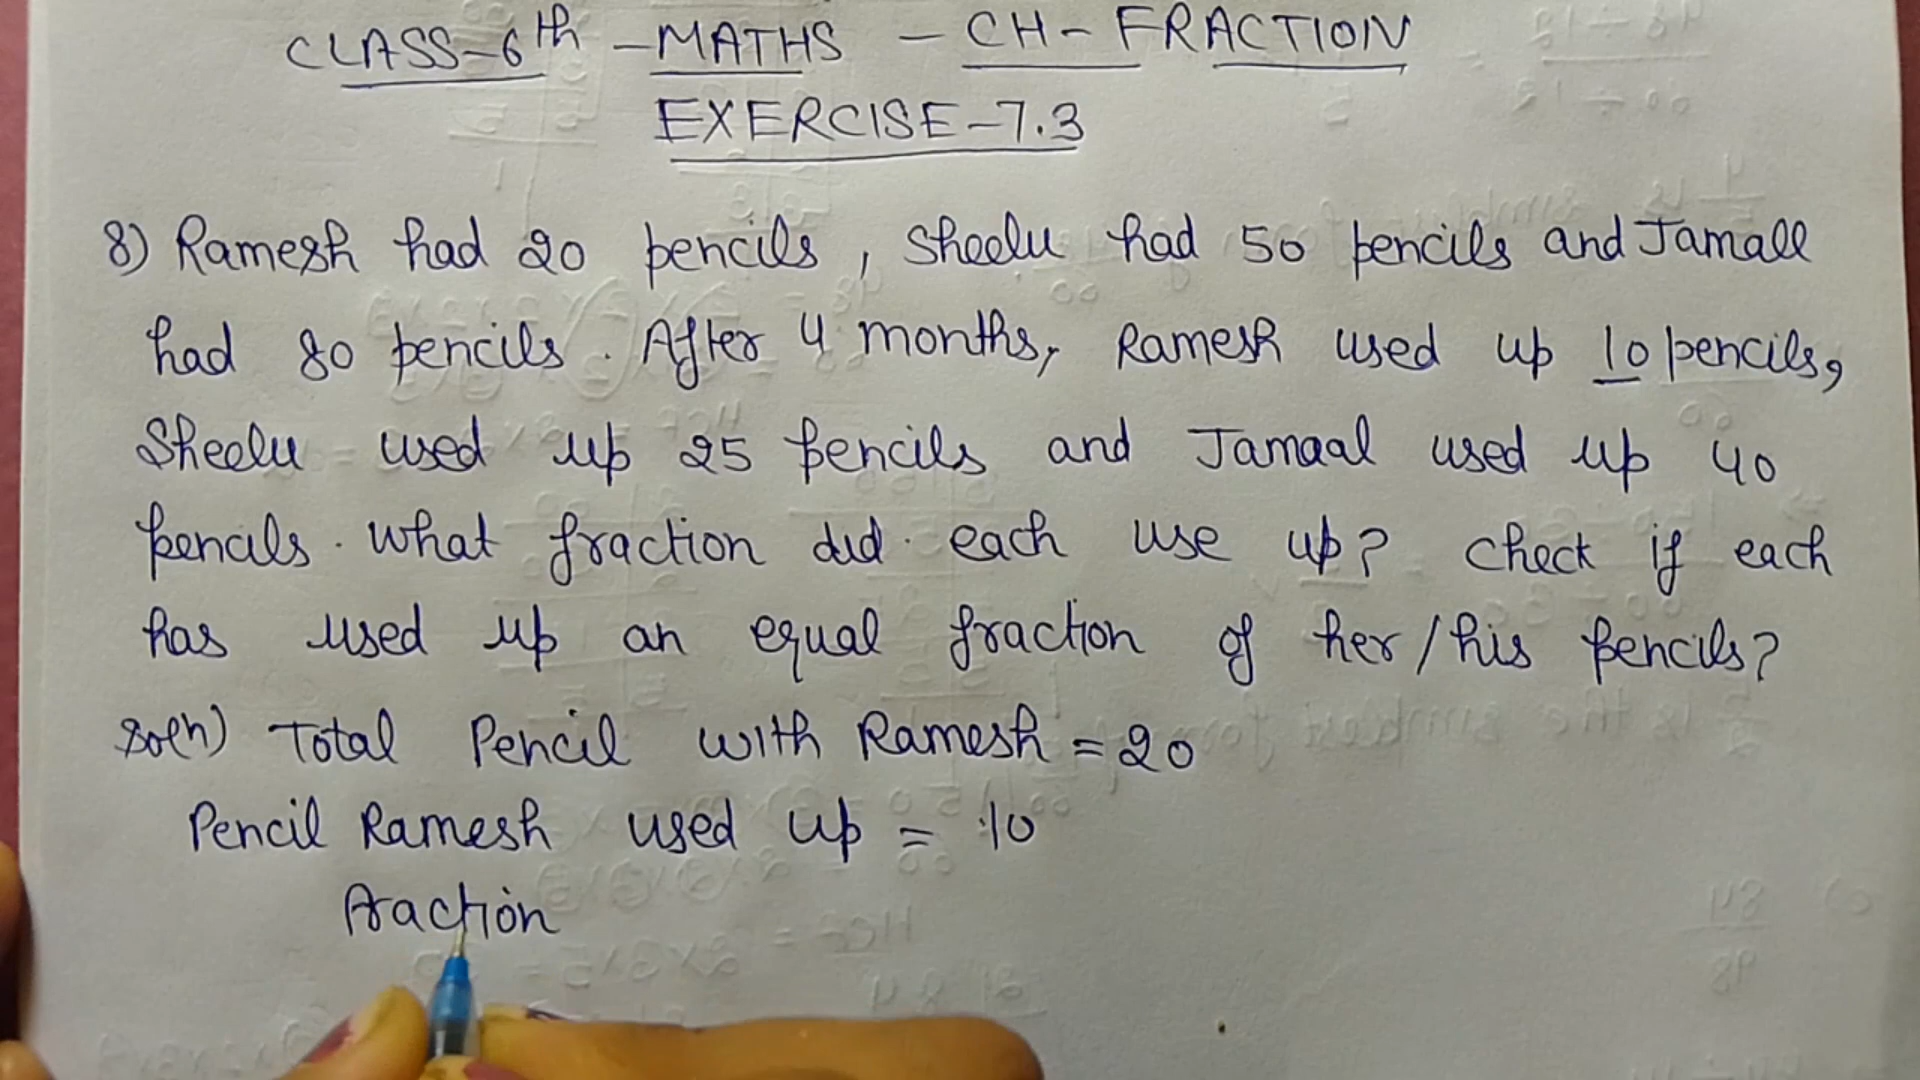 CLASS-6th - MATHS - CH- FRACTION
EXERCISE-7.3
8) Ramesh had 20 pencils, Sheelu had 50 pencils and Jamall
had 80 pencils. After 4 months, Ramesh used up 10 pencils,
Sheelu used up 25 pencils and Jamaal used up 40
pencils. what fraction did each use up? check if each
has used up an equal fraction of her/his pencils?
Soln) Total Pencil with Ramesh = 20
Pencil Ramesh used up = 10
Fraction